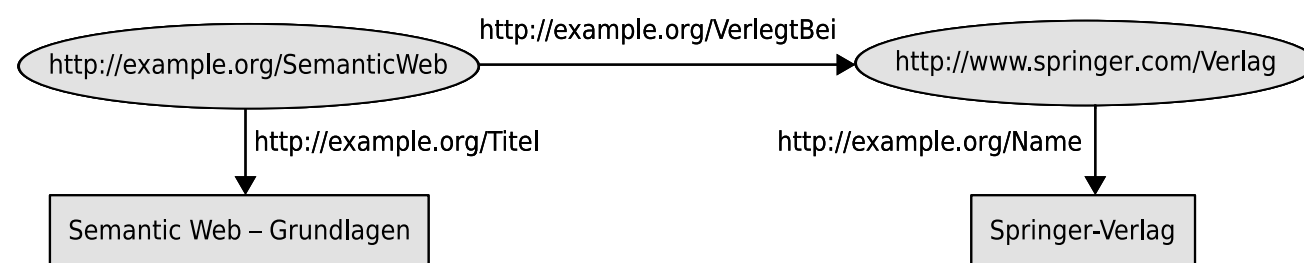 http://example.org/VerlegtBei
http://example.org/SemanticWeb
http://www.springer.com/Verlag
http://example.org/Titel
http://example.org/Name
Semantic Web – Grundlagen
Springer-Verlag